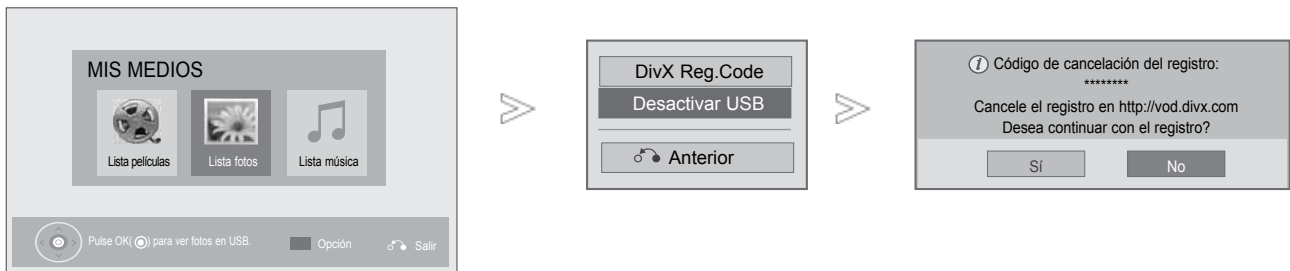 MIS MEDIOS
Lista películas
Lista fotos
Lista música
Pulse OK( ) para ver fotos en USB.
Opción
Salir
DivX Reg.Code
Desactivar USB
Anterior
Código de cancelación del registro:
********
Cancele el registro en http://vod.divx.com
Desea continuar con el registro?
Sí
No